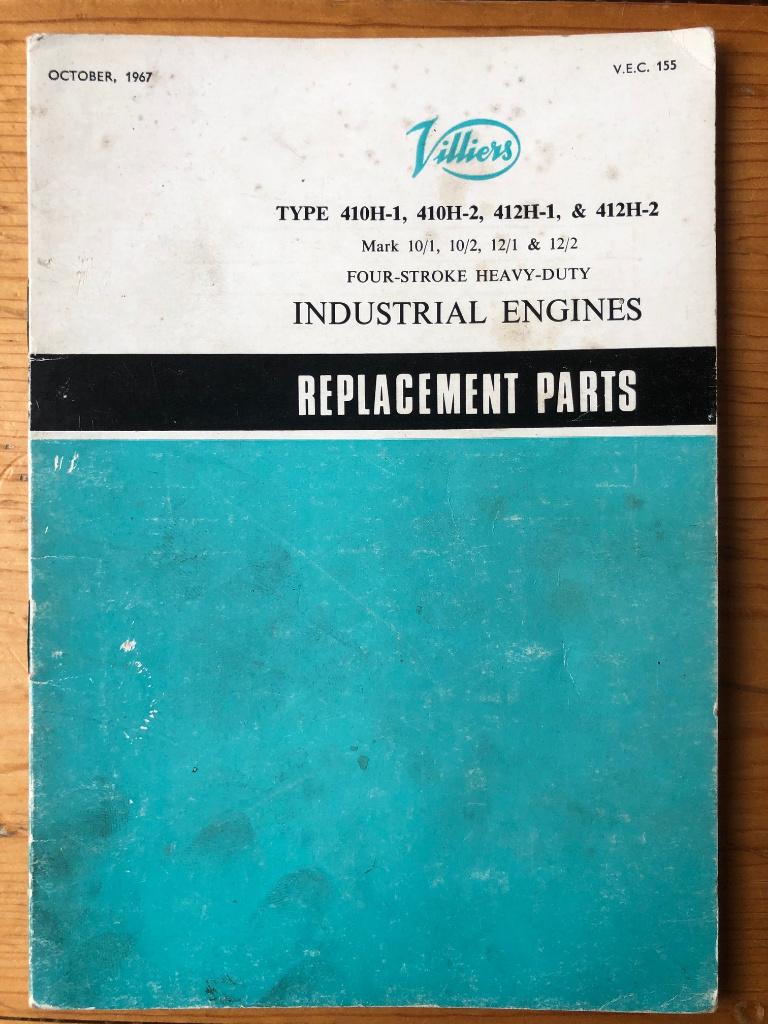 OCTOBER, 1967
V.E.C. 155
Villiers
TYPE 410H-1, 410H-2, 412H-1, & 412H-2
Mark 10/1, 10/2, 12/1 & 12/2
FOUR-STROKE HEAVY-DUTY
INDUSTRIAL ENGINES
REPLACEMENT PARTS